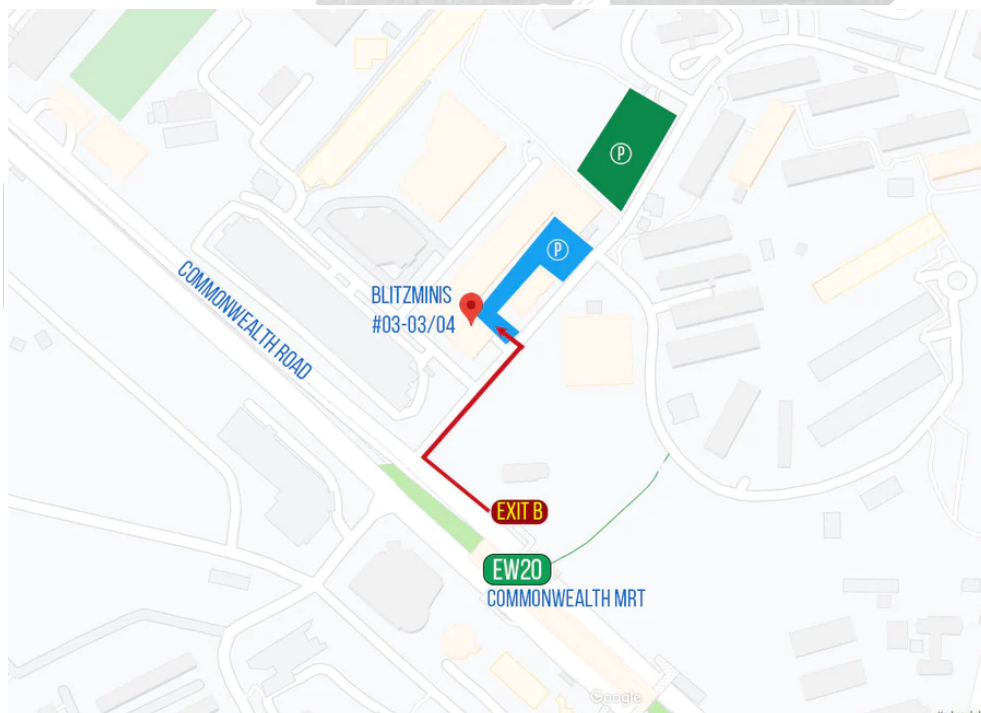 P
P
BLITZMINIS
#03-03/04
COMMONWEALTH ROAD
EXIT B
EW20
COMMONWEALTH MRT
Google